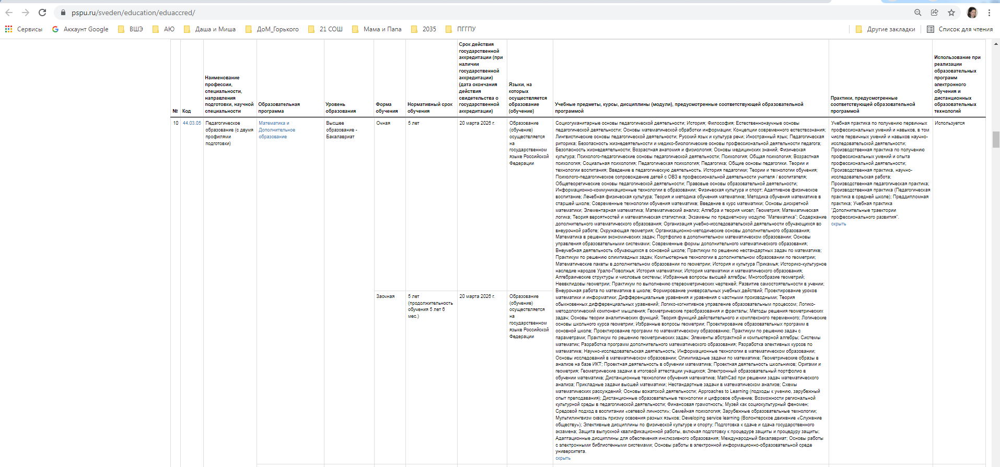 pspu.ru/sveden/education/eduaccred/
Сервисы
Аккаунт Google
ВШЭ
АЮ
Даша и Миша
ДоМ_Горького
21 СОШ
Мама и Папа
2035
ПГГПУ
Другие закладки
Список для чтения
№
Код
Наименование
профессии,
специальности,
направления
подготовки, научной
специальности
Образовательная
программа
Уровень
образования
Форма
обучения
Нормативный срок
обучения
Срок действия
государственной
аккредитации (при
наличии
государственной
аккредитации)
(дата окончания
действия
свидетельства о
государственной
аккредитации)
Языки, на
которых
осуществляется
образование
(обучение)
Учебные предметы, курсы, дисциплины (модули), предусмотренные соответствующей образовательной
программой
Практики, предусмотренные
соответствующей образовательной
программой
Использование при
реализации
образовательных
программ
электронного
обучения и
дистанционных
образовательных
технологий
10
44.03.05
Педагогическое
образование (с двумя
профилями
подготовки)
Математика и
Дополнительное
образование
Высшее
образование -
Бакалавриат
Очная
5 лет
20 марта 2026 г.
Образование
(обучение)
осуществляется
на
государственном
языке Российской
Федерации
Социогуманитарные основы педагогической деятельности; История; Философия; Естественнонаучные основы
педагогической деятельности; Основы математической обработки информации; Концепции современного естествознания;
Лингвистические основы педагогической деятельности; Русский язык и культура речи; Иностранный язык; Педагогическая
риторика; Безопасность жизнедеятельности и медико-биологические основы профессиональной деятельности педагога;
Безопасность жизнедеятельности; Возрастная анатомия и физиология; Основы медицинских знаний; Физическая
культура; Психолого-педагогические основы педагогической деятельности; Психология; Общая психология; Возрастная
психология; Социальная психология; Педагогическая психология; Педагогика; Общие основы педагогики. Теории и
технологии воспитания; Введение в педагогическую деятельность. История педагогики; Теории и технологии обучения;
Психолого-педагогическое сопровождение детей с ОВЗ в профессиональной деятельности учителя / воспитателя;
Общетеоретические основы педагогической деятельности; Правовые основы образовательной деятельности;
Информационно-коммуникационные технологии в образовании; Физическая культура и спорт; Адаптивное физическое
воспитание; Лечебная физическая культура; Теория и методика обучения математике; Методика обучения математике в
старшей школе; Современные технологии обучения математике; Введение в курс математики; Основы дискретной
математики; Элементарная математика; Математический анализ; Алгебра и теория чисел; Геометрия; Математическая
логика; Теория вероятностей и математическая статистика; Экзамены по предметному модулю "Математика"; Содержание
дополнительного математического образования; Организация учебно-исследовательской деятельности обучающихся во
внеурочной работе; Окружающая геометрия; Организационно-методические основы дополнительного образования;
Математика в решении экономических задач; Портфолио в дополнительном математическом образовании; Основы
управления образовательными системами; Современные формы дополнительного математического образования;
Внеучебная деятельность обучающихся в основной школе; Практикум по решению нестандартных задач по математике;
Практикум по решению олимпиадных задач; Компьютерные технологии в дополнительном образовании по геометрии;
Математические пакеты в дополнительном образовании по геометрии; История и культура Прикамья; Историко-культурное
наследие народов Урало-Поволжья; История математики; История математики и математического образования;
Алгебраические структуры и числовые системы; Избранные вопросы высшей алгебры; Многообразие геометрий;
Неевклидовы геометрии; Практикум по выполнению стереометрических чертежей; Развитие самостоятельности в учении;
Внеурочная работа по математике в школе; Формирование универсальных учебных действий; Проектирование уроков
математики и информатики; Дифференциальные уравнения и уравнения с частными производными; Теория
обыкновенных дифференциальных уравнений; Логико-когнитивное управление образовательным процессом; Логико-
методологический компонент мышления; Геометрические преобразования и фракталы; Методы решения геометрических
задач; Основы теории аналитических функций; Теория функций действительного и комплексного переменного; Логические
основы школьного курса геометрии; Избранные вопросы геометрии; Проектирование образовательных программ в
основной школе; Проектирование программ по математическому образованию; Практикум по решению задач с
параметрами; Практикум по решению геометрических задач; Элементы абстрактной и компьютерной алгебры; Системы
математик; Разработка программ дополнительного математического образования; Разработка элективных курсов по
математике; Научно-исследовательская деятельность; Информационные технологии в математическом образовании;
Основы исследований в математическом образовании; Олимпиадные задачи по математике; Геометрические образы в
анализе на базе ИКТ; Проектная деятельность в обучении математике; Проектная деятельность школьников; Оригами и
геометрия; Геометрические задачи в итоговой аттестации учащихся; Электронный образовательный портфолио в
обучении математике; Дистанционные технологии обучения математике; MathCad при решении задач математического
анализа; Прикладные задачи высшей математики; Нестандартные задачи в математическом анализе; Схемы
математических рассуждений; Основы вожатской деятельности; Approaches to Learning (подходы к учению, зарубежный
опыт преподавания); Дистанционные образовательные технологии и цифровое обучение; Возможности региональной
культурной среды в педагогической деятельности; Финансовая грамотность; Музей как социокультурный феномен;
Средовой подход в воспитании «сетевой личности»; Семейная психология; Зарубежные образовательные технологии;
Мультилингвизм сквозь призму освоения разных языков; Developing service learning (Волонтерское движение «Служение
обществу»); Элективные дисциплины по физической культуре и спорту; Подготовка к сдаче и сдача государственного
экзамена; Защита выпускной квалификационной работы, включая подготовку к процедуре защиты и процедуру защиты;
Адаптационные дисциплины для обеспечения инклюзивного образования; Международный бакалавриат; Основы работы
с электронными библиотечными системами; Основы работы в электронной информационно-образовательной среде
университета.
скрыть
Учебная практика по получению первичных
профессиональных умений и навыков, в том
числе первичных умений и навыков научно-
исследовательской деятельности;
Производственная практика по получению
профессиональных умений и опыта
профессиональной деятельности;
Производственная практика, научно-
исследовательская работа;
Производственная педагогическая практика;
Производственная практика (Педагогическая
практика в средней школе); Преддипломная
практика; Учебная практика
"Дополнительные траектории
профессионального развития".
скрыть
Используется
Заочная
5 лет
(продолжительность
обучения 5 лет 6
мес.)
20 марта 2026 г.
Образование
(обучение)
осуществляется
на
государственном
языке Российской
Федерации